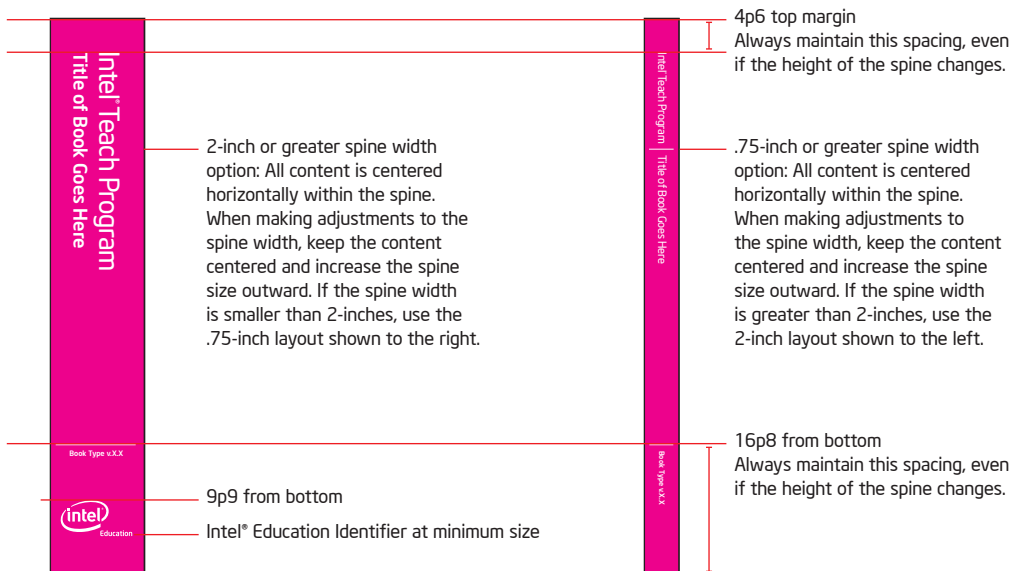 Intel® Teach Program
Title of Book Goes Here
Book Type v.X.X
intel
Education
2-inch or greater spine width
option: All content is centered
horizontally within the spine.
When making adjustments to the
spine width, keep the content
centered and increase the spine
size outward. If the spine width
is smaller than 2-inches, use the
.75-inch layout shown to the right.
9p9 from bottom
Intel® Education Identifier at minimum size
Intel® Teach Program
Title of Book Goes Here
Book Type v.X.X
4p6 top margin
Always maintain this spacing, even
if the height of the spine changes.
.75-inch or greater spine width
option: All content is centered
horizontally within the spine.
When making adjustments to
the spine width, keep the content
centered and increase the spine
size outward. If the spine width
is greater than 2-inches, use the
2-inch layout shown to the left.
16p8 from bottom
Always maintain this spacing, even
if the height of the spine changes.